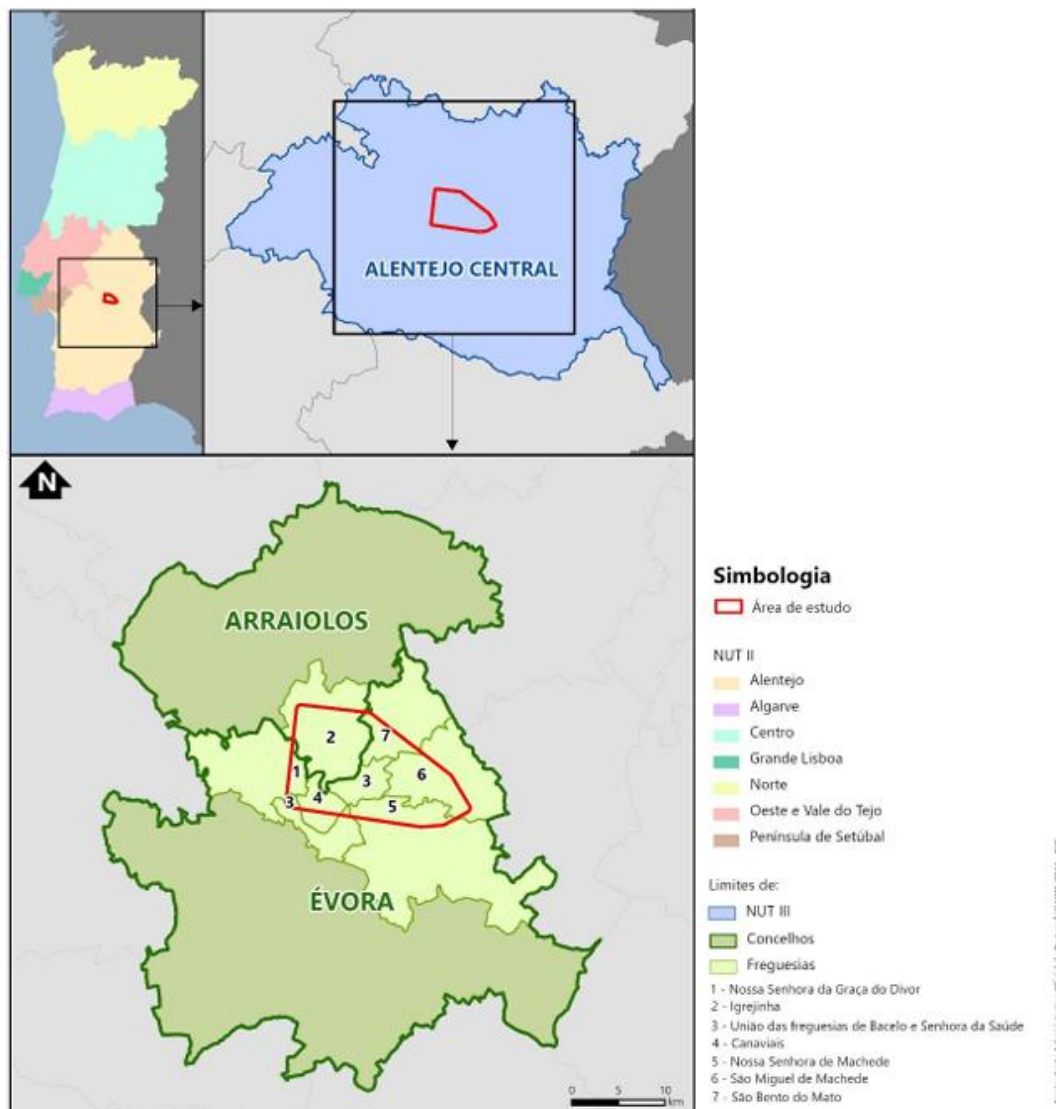 ALENTEJO CENTRAL
N
ARRAIOLOS
2
7
1
3
6
3
4
5
ÉVORA
0 5 10
km
Simbologia
Área de estudo
NUT II
Alentejo
Algarve
Centro
Grande Lisboa
Norte
Oeste e Vale do Tejo
Península de Setúbal
Limites de:
NUT III
Concelhos
Freguesias
1 - Nossa Senhora da Graça do Divor
2 - Igrejinha
3 - União das freguesias de Bacelo e Senhora da Saúde
4 - Canaviais
5 - Nossa Senhora de Machede
6 - São Miguel de Machede
7 - São Bento do Mato